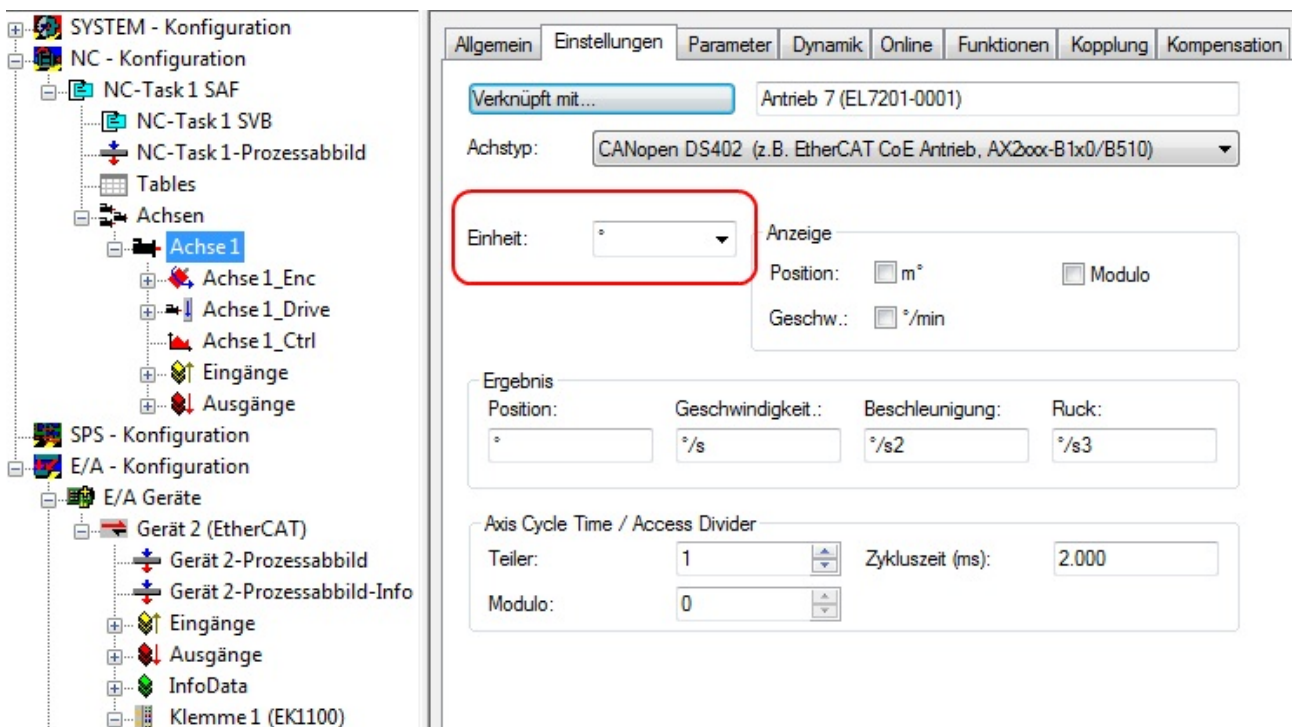 SYSTEM - Konfiguration
NC - Konfiguration
NC-Task 1 SAF
NC-Task 1 SVB
NC-Task 1-Prozessabbild
Tables
Achsen
Achse 1
Achse 1_Enc
Achse 1_Drive
Achse 1_Ctrl
Eingänge
Ausgänge
SPS - Konfiguration
E/A - Konfiguration
E/A Geräte
Gerät 2 (EtherCAT)
Gerät 2-Prozessabbild
Gerät 2-Prozessabbild-Info
Eingänge
Ausgänge
InfoData
Klemme 1 (EK1100)
Allgemein Einstellungen Parameter Dynamik Online Funktionen Kopplung Kompensation
Verknüpft mit... Antrieb 7 (EL7201-0001)
Achstyp: CANopen DS402 (z.B. EtherCAT CoE Antrieb, AX2xxx-B1x0/B510)
Einheit: °
Anzeige
Position: m° Modulo
Geschw.: °/min
Ergebnis
Position: Geschwindigkeit.: Beschleunigung: Ruck:
° °/s °/s2 °/s3
Axis Cycle Time / Access Divider
Teiler: 1 Zykluszeit (ms): 2.000
Modulo: 0